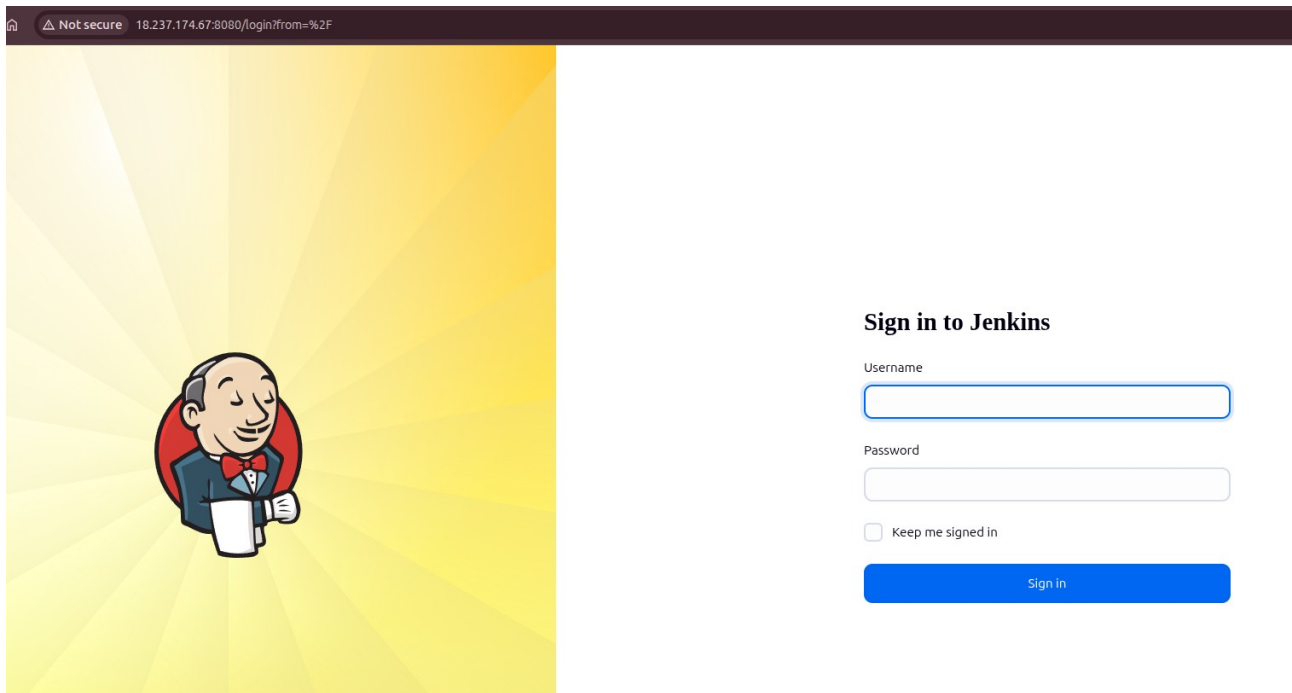 Not secure 18.237.174.67:8080/login?from=%2F
Sign in to Jenkins
Username
Password
Keep me signed in
Sign in